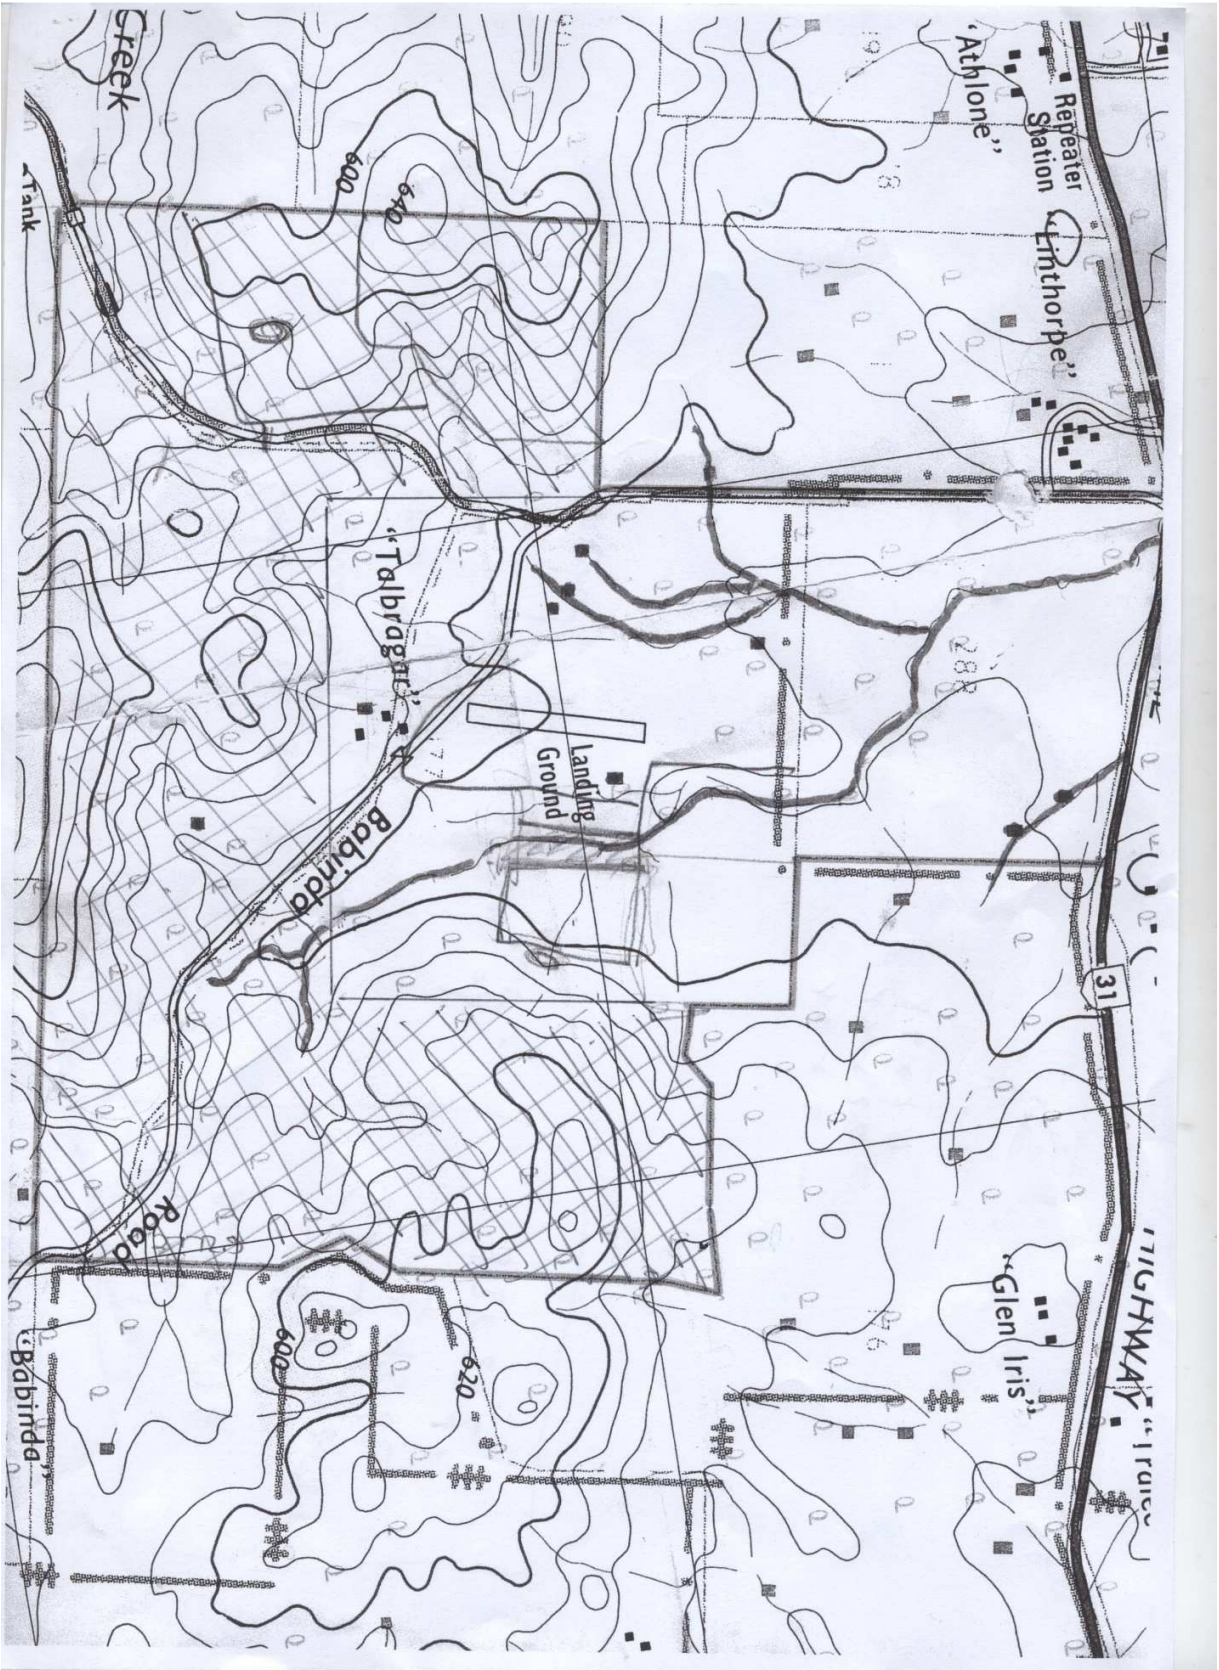 Creek
Tank
600
640
"Athlone"
Repeater
Station
"Linthorpe"
"Talbragar"
Landing
Ground
Babinda
Road
31
HIGHWAY
"Glen Iris"
600
620
"Babinda"